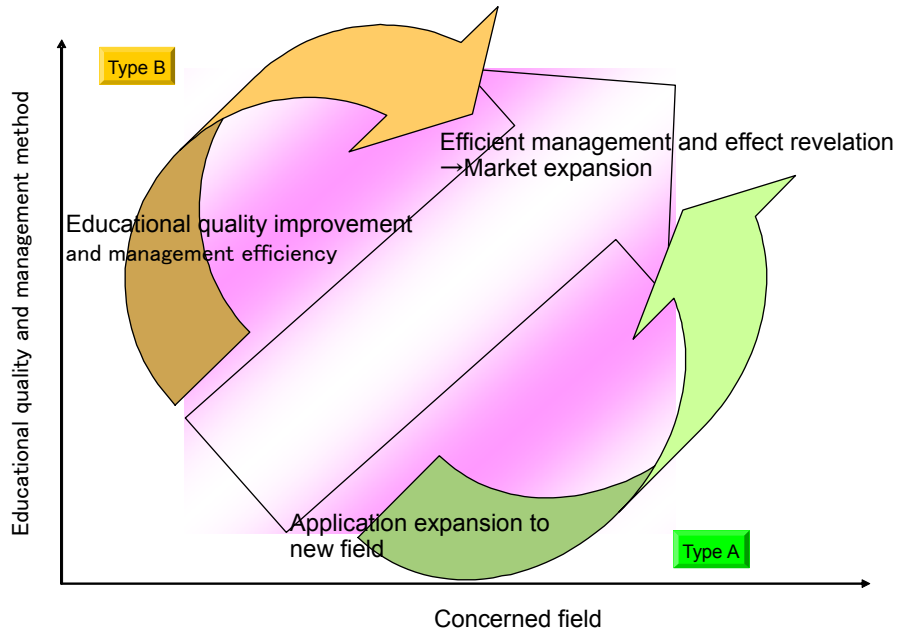 Type B
Efficient management and effect revelation
→Market expansion
Educational quality improvement
and management efficiency
Educational quality and management method
Application expansion to
new field
Type A
Concerned field